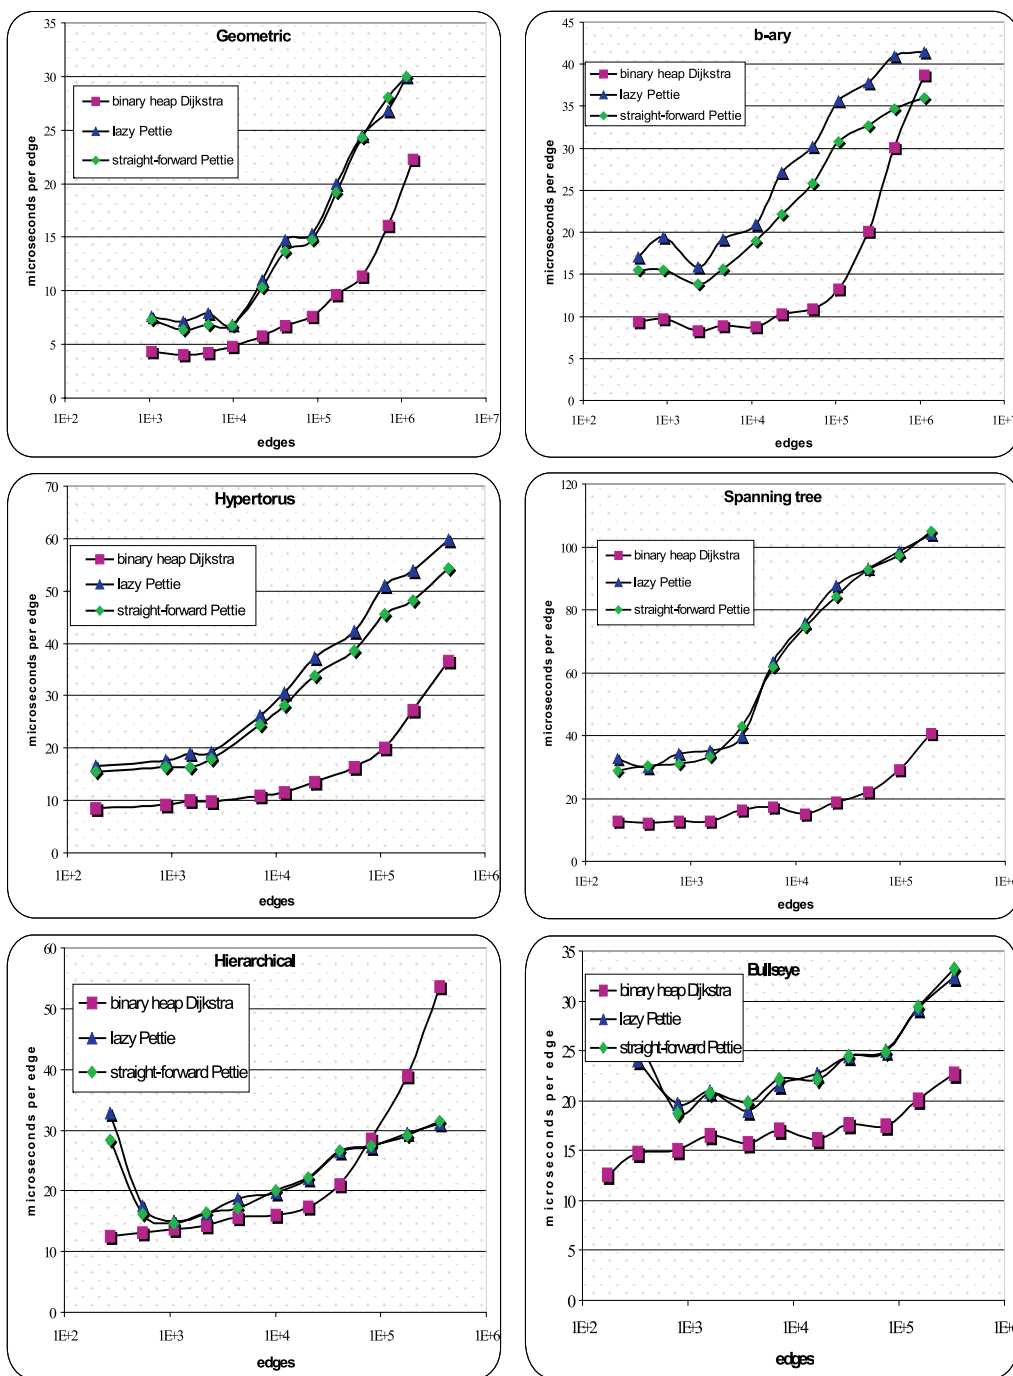 Geometric
35
30
25
20
15
10
5
0
microseconds per edge
binary heap Dijkstra
lazy Pettie
straight-forward Pettie
1E+2
1E+3
1E+4
1E+5
1E+6
1E+7
edges
b-ary
45
40
35
30
25
20
15
10
5
0
microseconds per edge
binary heap Dijkstra
lazy Pettie
straight-forward Pettie
1E+2
1E+3
1E+4
1E+5
1E+6
1E+7
edges
Hypertorus
70
60
50
40
30
20
10
0
microseconds per edge
binary heap Dijkstra
lazy Pettie
straight-forward Pettie
1E+2
1E+3
1E+4
1E+5
1E+6
edges
Spanning tree
120
100
80
60
40
20
0
microseconds per edge
binary heap Dijkstra
lazy Pettie
straight-forward Pettie
1E+2
1E+3
1E+4
1E+5
1E+6
edges
Hierarchical
60
50
40
30
20
10
0
microseconds per edge
binary heap Dijkstra
lazy Pettie
straight-forward Pettie
1E+2
1E+3
1E+4
1E+5
1E+6
edges
Bullseye
35
30
25
20
15
10
5
0
microseconds per edge
binary heap Dijkstra
lazy Pettie
straight-forward Pettie
1E+2
1E+3
1E+4
1E+5
1E+6
edges